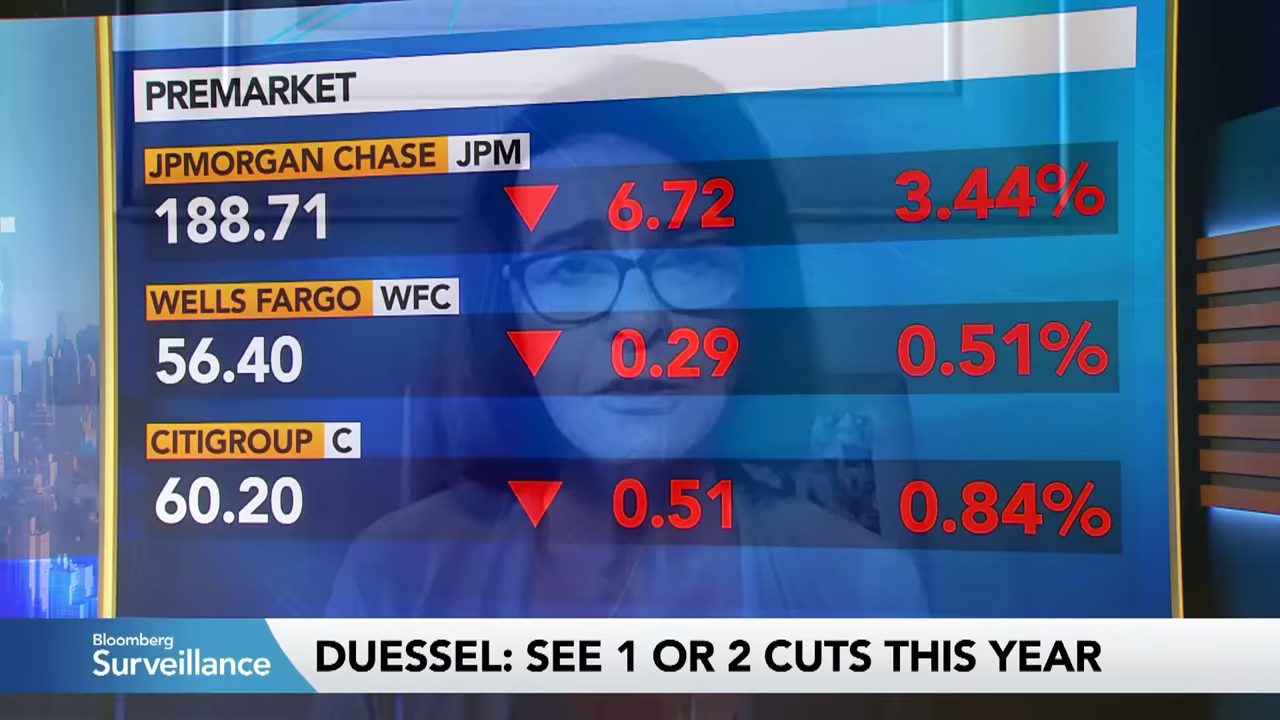 PREMARKET
JPMORGAN CHASE JPM
188.71 ▼ 6.72 3.44%
WELLS FARGO WFC
56.40 ▼ 0.29 0.51%
CITIGROUP C
60.20 ▼ 0.51 0.84%
Bloomberg
Surveillance
DUESSEL: SEE 1 OR 2 CUTS THIS YEAR